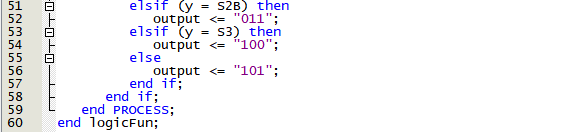 51 elsif (y = S2B) then
52 output <= "011";
53 elsif (y = S3) then
54 output <= "100";
55 else
56 output <= "101";
57 end if;
58 end if;
59 end PROCESS;
60 end logicFun;